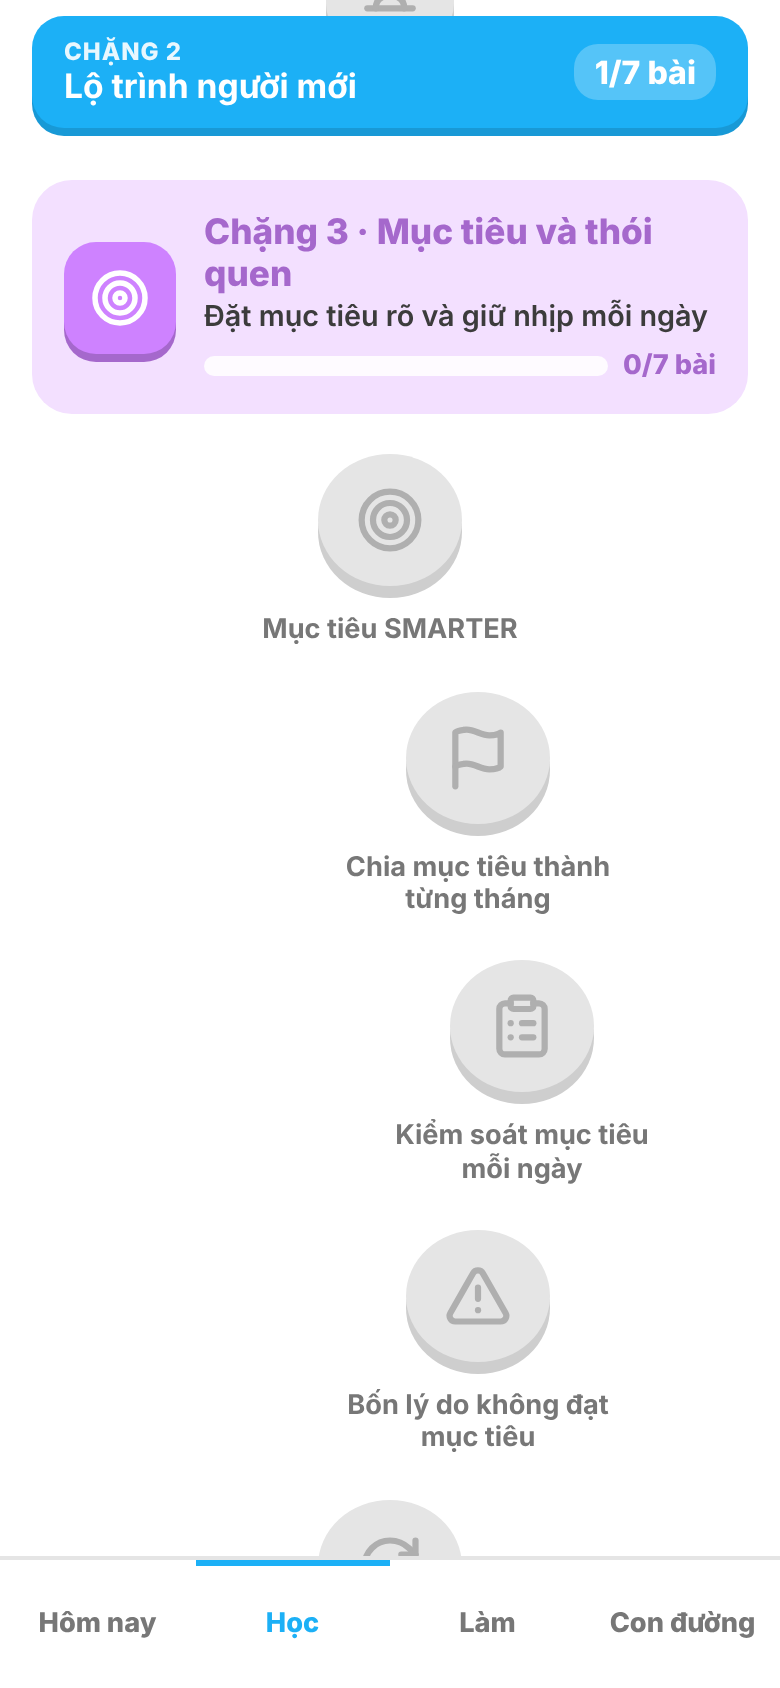 CHẶNG 2
Lộ trình người mới
1/7 bài
Chặng 3 · Mục tiêu và thói
quen
Đặt mục tiêu rõ và giữ nhịp mỗi ngày
0/7 bài
Mục tiêu SMARTER
Chia mục tiêu thành
từng tháng
Kiểm soát mục tiêu
mỗi ngày
Bốn lý do không đạt
mục tiêu
Hôm nay
Học
Làm
Con đường